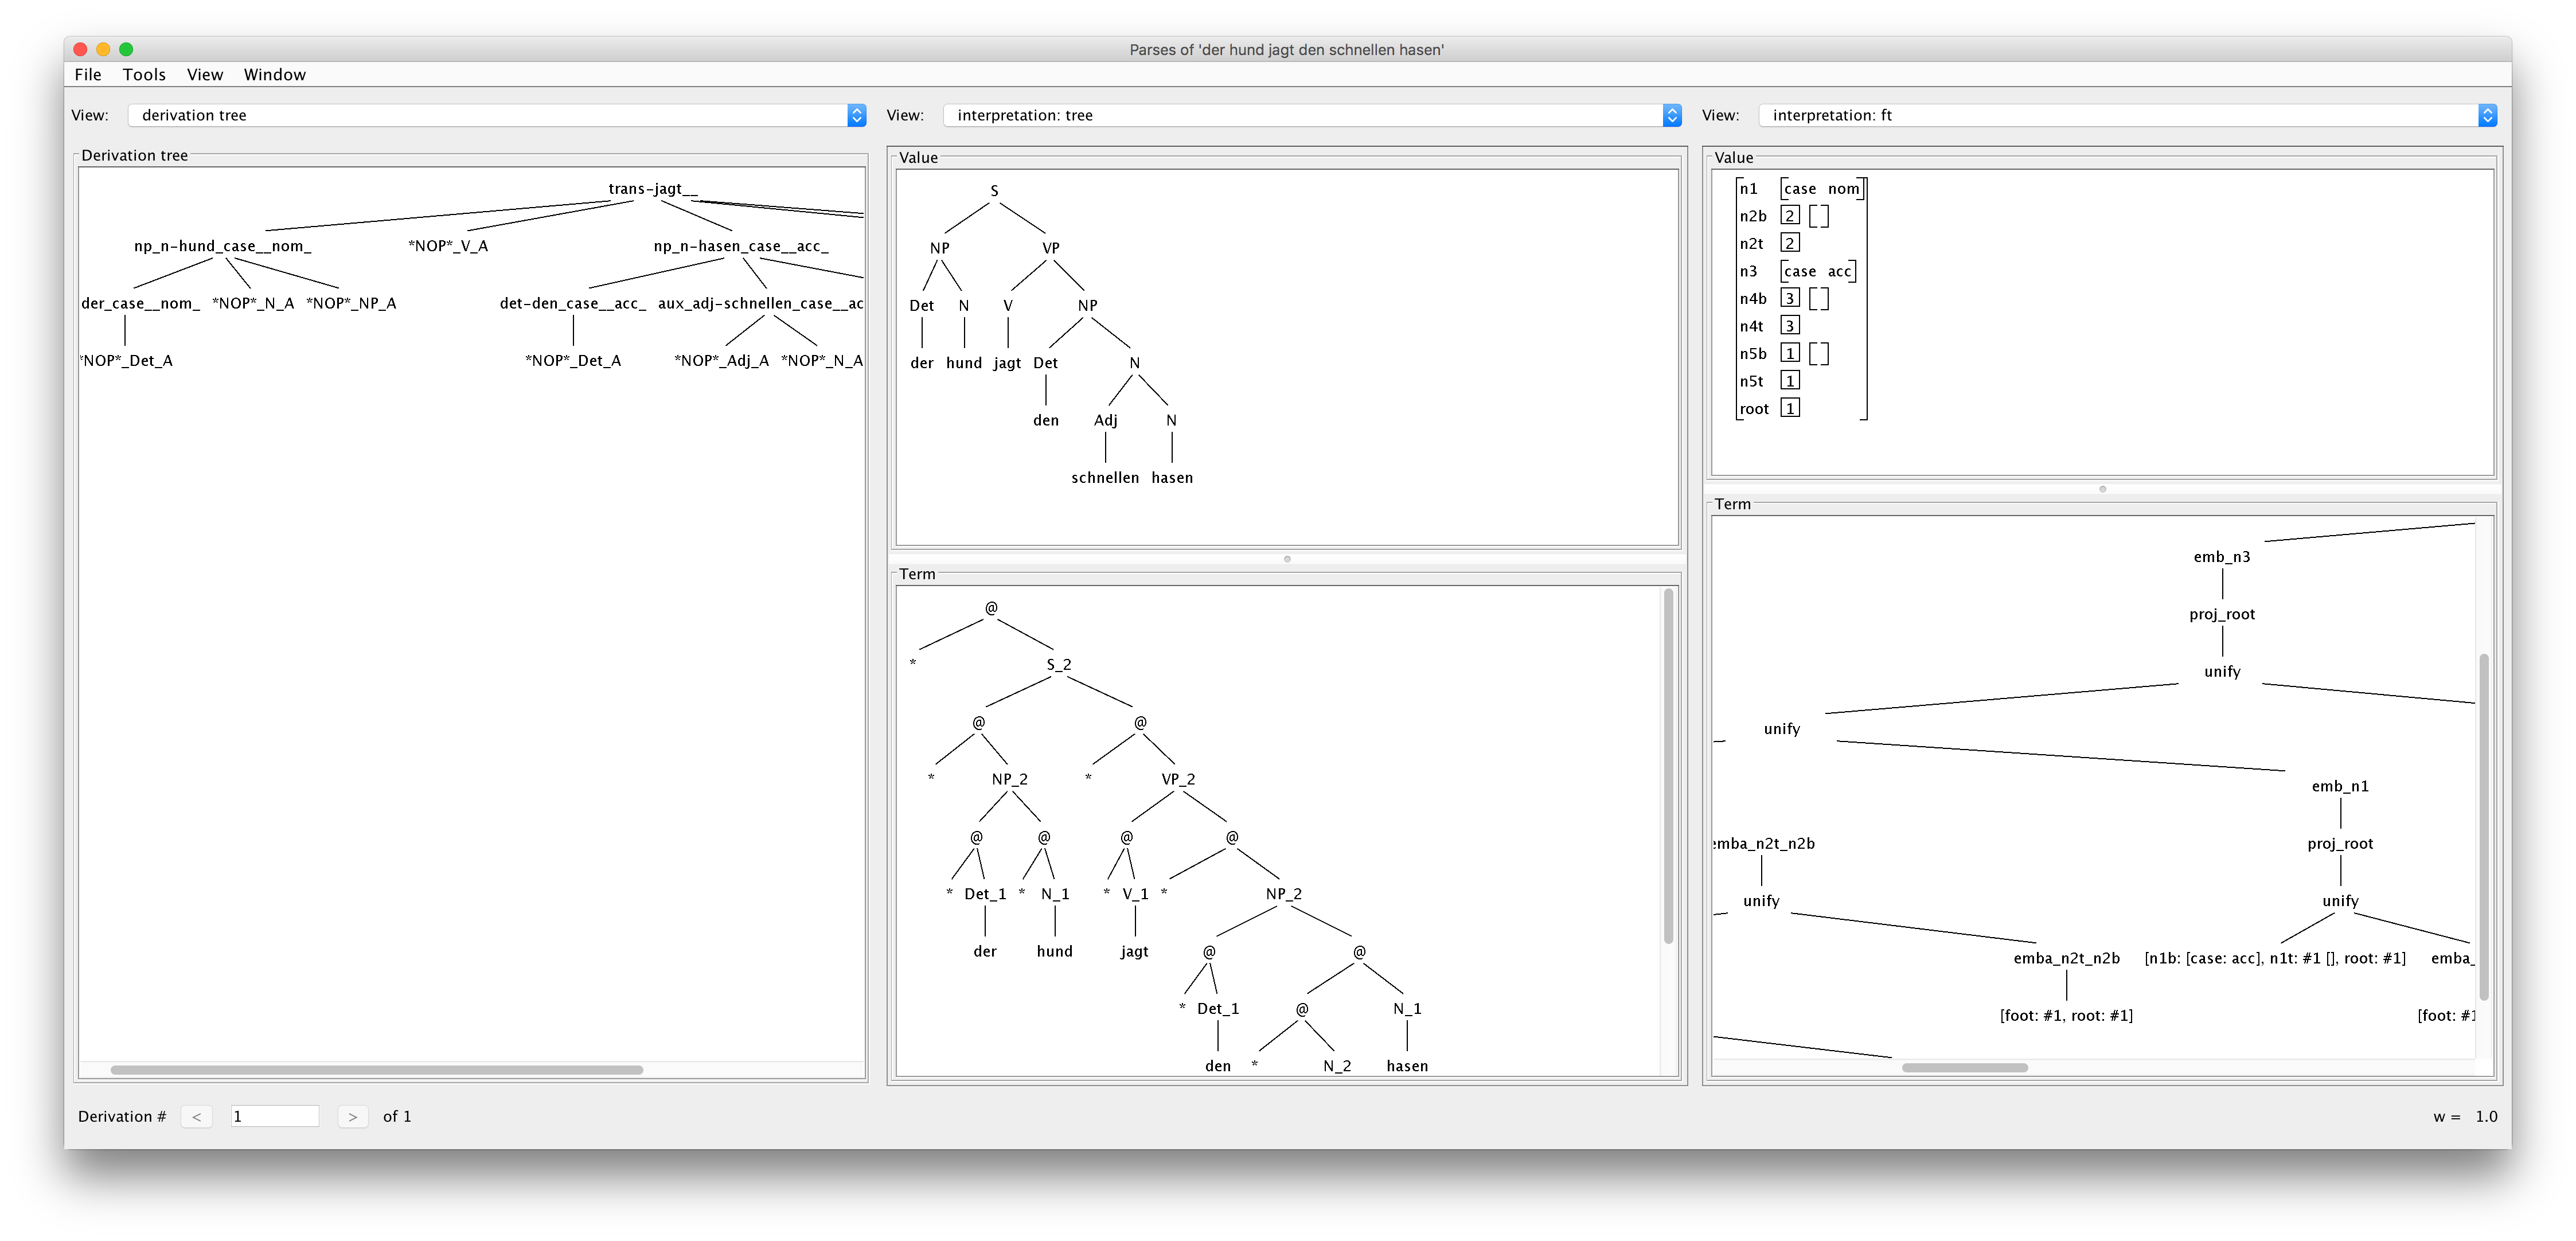 Parses of 'der hund jagt den schnellen hasen'
File Tools View Window
View: derivation tree
View: interpretation: tree
View: interpretation: ft
Derivation tree
trans-jagt__
np_n-hund_case__nom_ *NOP*_V_A np_n-hasen_case__acc_
der_case__nom_ *NOP*_N_A *NOP*_NP_A det-den_case__acc_ aux_adj-schnellen_case__ac
*NOP*_Det_A *NOP*_Det_A *NOP*_Adj_A *NOP*_N_A
Value
S
NP VP
Det N V NP
der hund jagt Det N
den Adj N
schnellen hasen
Term
@
* S_2
@ @
* NP_2 * VP_2
@ @ @ @
* Det_1 * N_1 * V_1 * NP_2
der hund jagt @ @
* Det_1 @ N_1
den * N_2 hasen
Value
n1 [case nom]
n2b 2 []
n2t 2
n3 [case acc]
n4b 3 []
n4t 3
n5b 1 []
n5t 1
root 1
Term
emb_n3
proj_root
unify
unify
emb_n1
emba_n2t_n2b proj_root
unify unify
emba_n2t_n2b [n1b: [case: acc], n1t: #1 [], root: #1] emba_
[foot: #1, root: #1] [foot: #1
Derivation # < 1 > of 1
w = 1.0